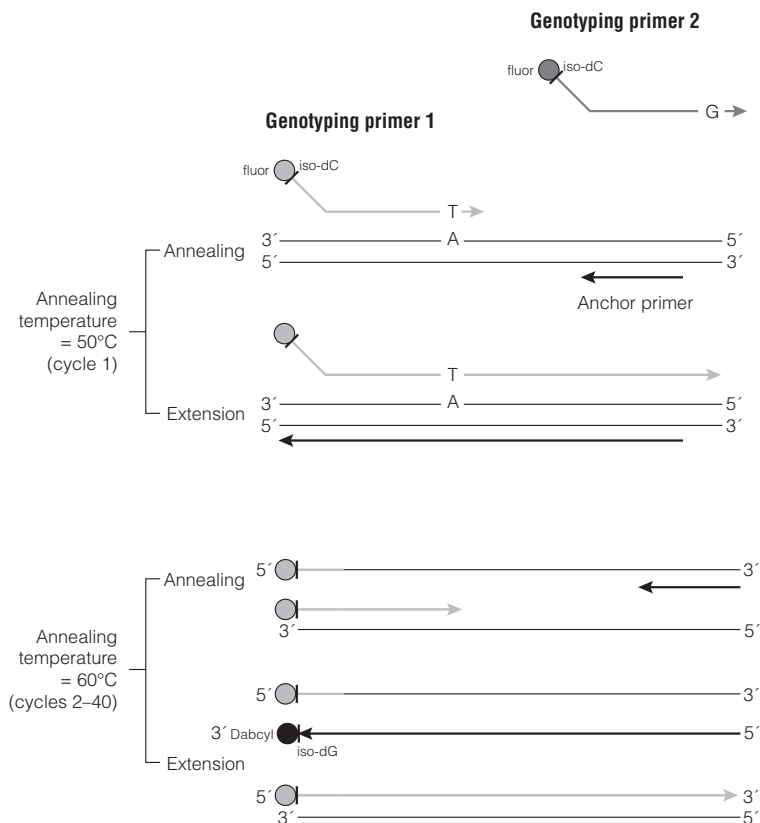 Genotyping primer 2
fluor iso-dC
G
Genotyping primer 1
fluor iso-dC
T
3´ A 5´
Annealing
5´ 3´
Anchor primer
Annealing
temperature
= 50°C
(cycle 1)
T
3´ A 5´
Extension
5´ 3´
5´ 3´
Annealing
3´ 5´
Annealing
temperature
= 60°C
(cycles 2–40)
5´ 3´
3´ Dabcyl 5´
iso-dG
Extension
5´ 3´
3´ 5´